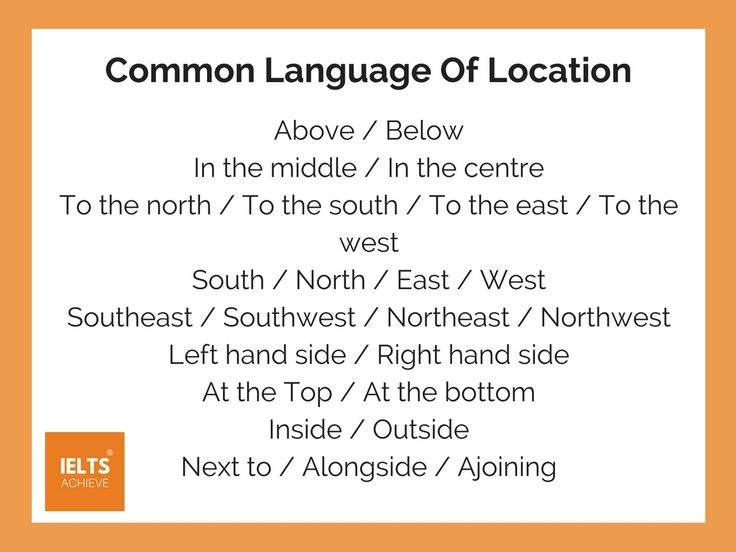 Common Language Of Location
Above / Below
In the middle / In the centre
To the north / To the south / To the east / To the
west
South / North / East / West
Southeast / Southwest / Northeast / Northwest
Left hand side / Right hand side
At the Top / At the bottom
Inside / Outside
Next to / Alongside / Ajoining
IELTS
ACHIEVE